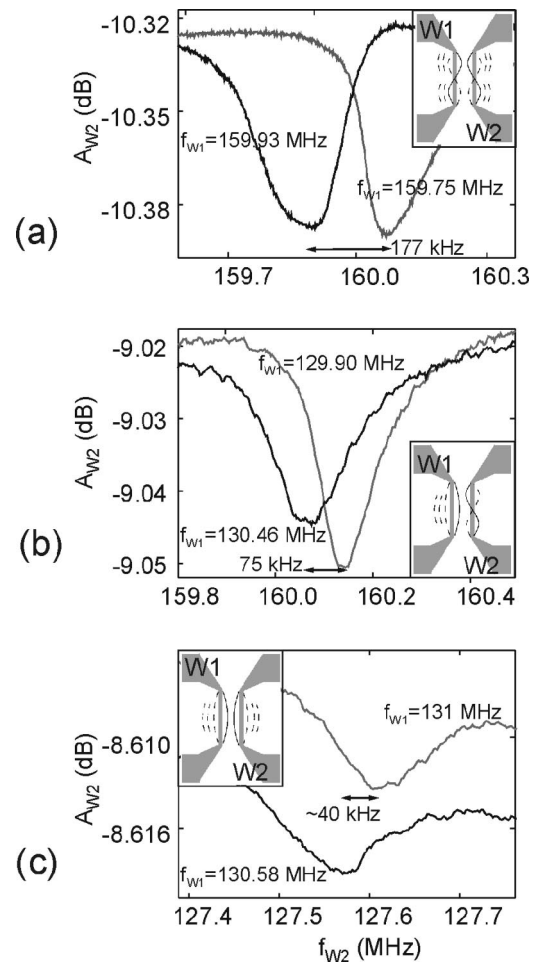 (a)
A_W2 (dB)
-10.32
-10.35
-10.38
f_W1=159.93 MHz
f_W1=159.75 MHz
177 kHz
W1
W2
159.7
160.0
160.3
(b)
A_W2 (dB)
-9.02
-9.03
-9.04
-9.05
f_W1=129.90 MHz
f_W1=130.46 MHz
75 kHz
W1
W2
159.8
160.0
160.2
160.4
(c)
A_W2 (dB)
-8.610
-8.616
W1
W2
f_W1=131 MHz
~40 kHz
f_W1=130.58 MHz
127.4
127.5
127.6
127.7
f_W2 (MHz)